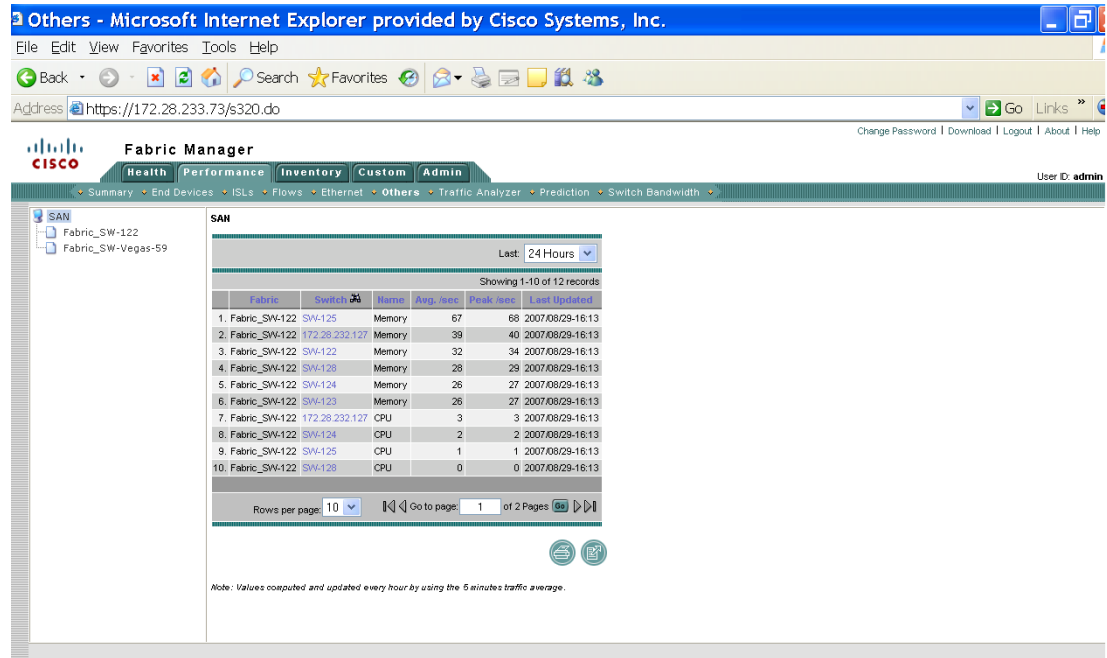 Others - Microsoft Internet Explorer provided by Cisco Systems, Inc.
File Edit View Favorites Tools Help
Back Search Favorites
Address https://172.28.233.73/s320.do Go Links »
Change Password | Download | Logout | About | Help
CISCO Fabric Manager
Health Performance Inventory Custom Admin
User ID: admin
Summary End Devices ISLs Flows Ethernet Others Traffic Analyzer Prediction Switch Bandwidth
SAN
Fabric_SW-122
Fabric_SW-Vegas-59
SAN
Last: 24 Hours
Showing 1-10 of 12 records
Fabric Switch Name Avg. /sec Peak /sec Last Updated
1. Fabric_SW-122 SW-125 Memory 67 68 2007/08/29-16:13
2. Fabric_SW-122 172.28.232.127 Memory 39 40 2007/08/29-16:13
3. Fabric_SW-122 SW-122 Memory 32 34 2007/08/29-16:13
4. Fabric_SW-122 SW-128 Memory 28 29 2007/08/29-16:13
5. Fabric_SW-122 SW-124 Memory 26 27 2007/08/29-16:13
6. Fabric_SW-122 SW-123 Memory 26 27 2007/08/29-16:13
7. Fabric_SW-122 172.28.232.127 CPU 3 3 2007/08/29-16:13
8. Fabric_SW-122 SW-124 CPU 2 2 2007/08/29-16:13
9. Fabric_SW-122 SW-125 CPU 1 1 2007/08/29-16:13
10. Fabric_SW-122 SW-128 CPU 0 0 2007/08/29-16:13
Rows per page: 10 Go to page: 1 of 2 Pages Go
Note: Values computed and updated every hour by using the 5 minutes traffic average.